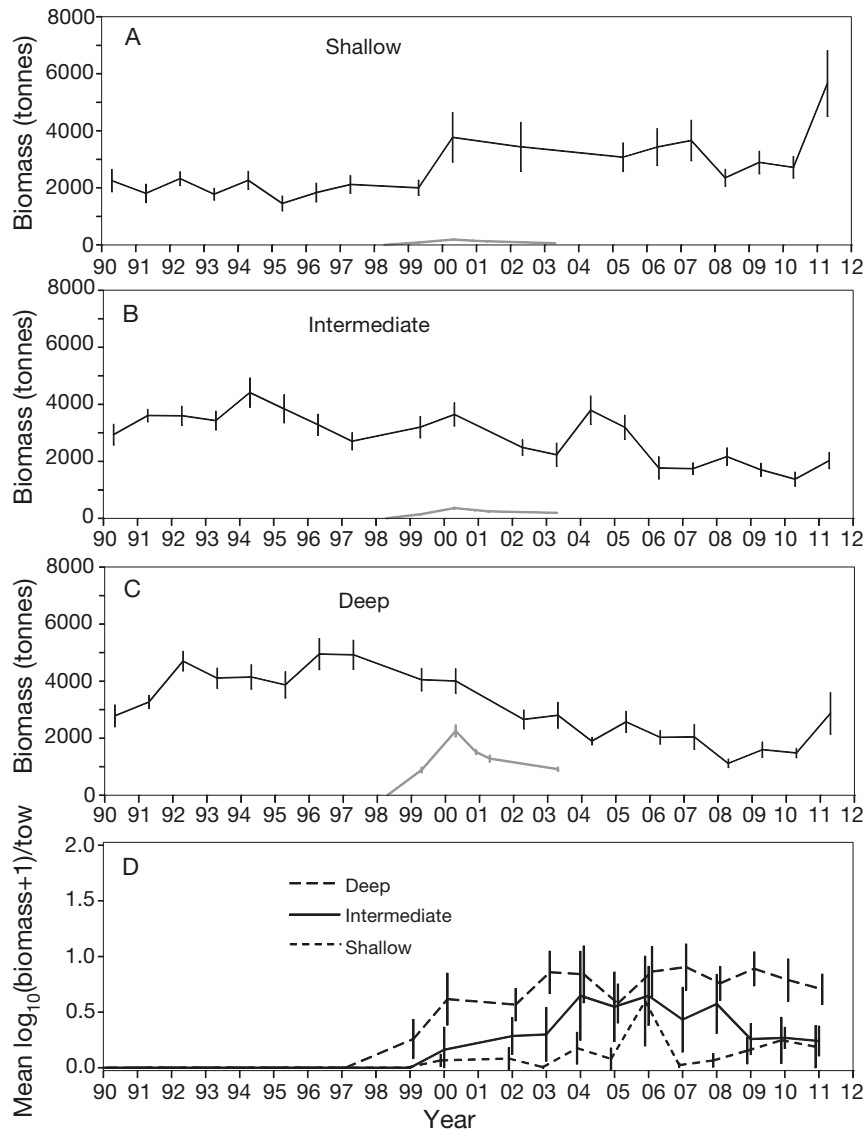 8000
A
Shallow
6000
4000
2000
0
Biomass (tonnes)
90 91 92 93 94 95 96 97 98 99 00 01 02 03 04 05 06 07 08 09 10 11 12
8000
B
Intermediate
6000
4000
2000
0
Biomass (tonnes)
90 91 92 93 94 95 96 97 98 99 00 01 02 03 04 05 06 07 08 09 10 11 12
8000
C
Deep
6000
4000
2000
0
Biomass (tonnes)
90 91 92 93 94 95 96 97 98 99 00 01 02 03 04 05 06 07 08 09 10 11 12
2.0
D
Deep
1.5
Intermediate
Shallow
1.0
0.5
0.0
Mean log₁₀(biomass+1)/tow
90 91 92 93 94 95 96 97 98 99 00 01 02 03 04 05 06 07 08 09 10 11 12
Year